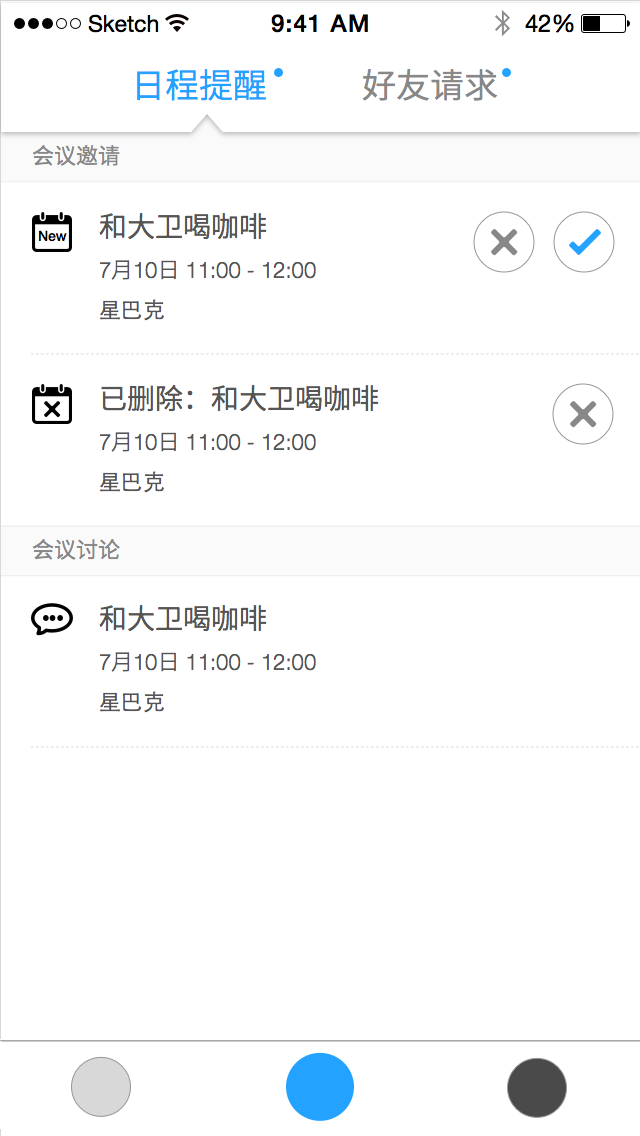 Sketch 9:41 AM 42%
日程提醒 好友请求
会议邀请
New
和大卫喝咖啡
7月10日 11:00 - 12:00
星巴克
已删除：和大卫喝咖啡
7月10日 11:00 - 12:00
星巴克
会议讨论
和大卫喝咖啡
7月10日 11:00 - 12:00
星巴克